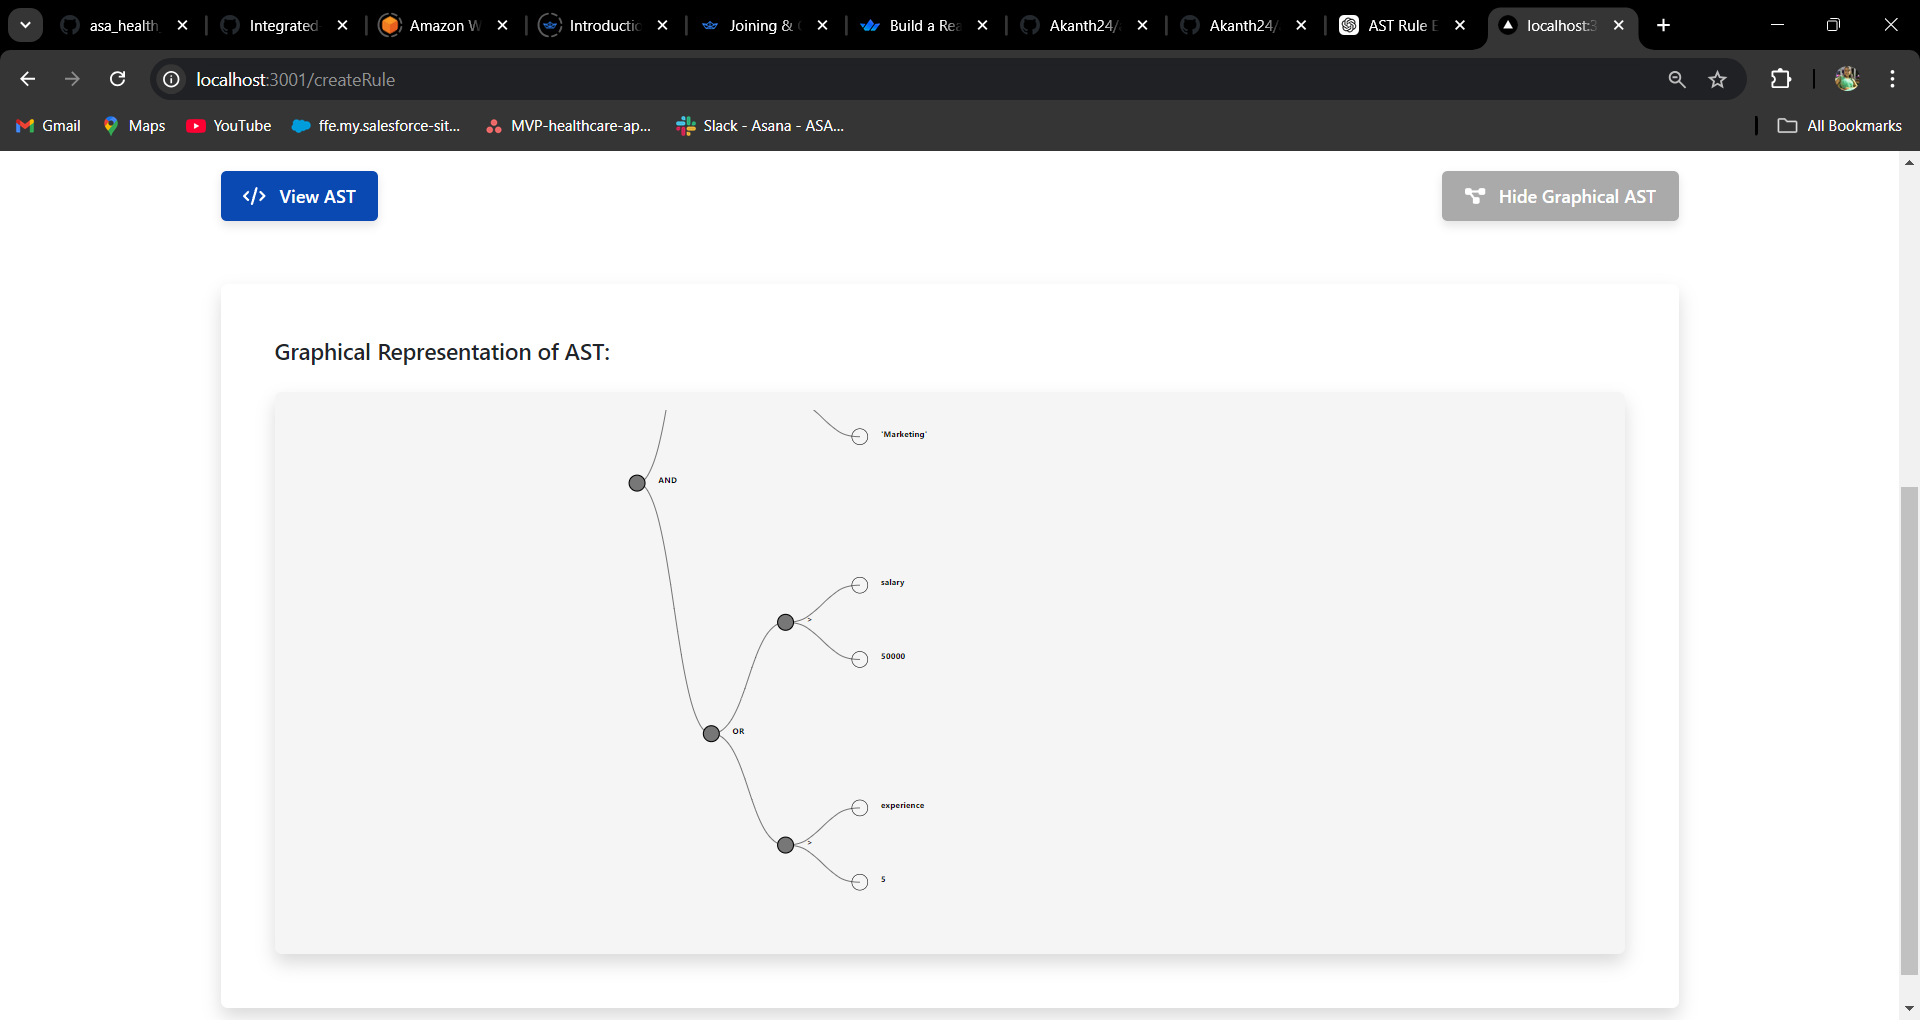 asa_health
Integrated
Amazon W
Introductio
Joining &
Build a Rea
Akanth24/
Akanth24/
AST Rule E
localhost:3
localhost:3001/createRule
Gmail
Maps
YouTube
ffe.my.salesforce-sit...
MVP-healthcare-ap...
Slack - Asana - ASA...
All Bookmarks
</> View AST
Hide Graphical AST
Graphical Representation of AST:
'Marketing'
AND
salary
>
50000
OR
experience
>
5